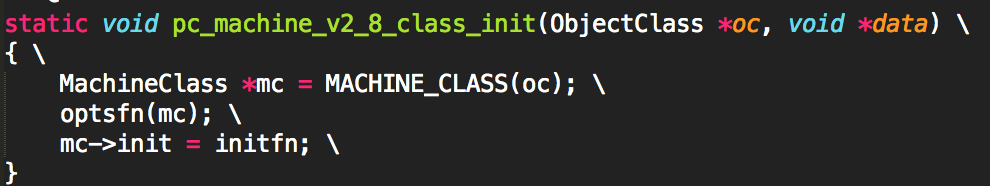 static void pc_machine_v2_8_class_init(ObjectClass *oc, void *data) \
{ \
    MachineClass *mc = MACHINE_CLASS(oc); \
    optsfn(mc); \
    mc->init = initfn; \
}